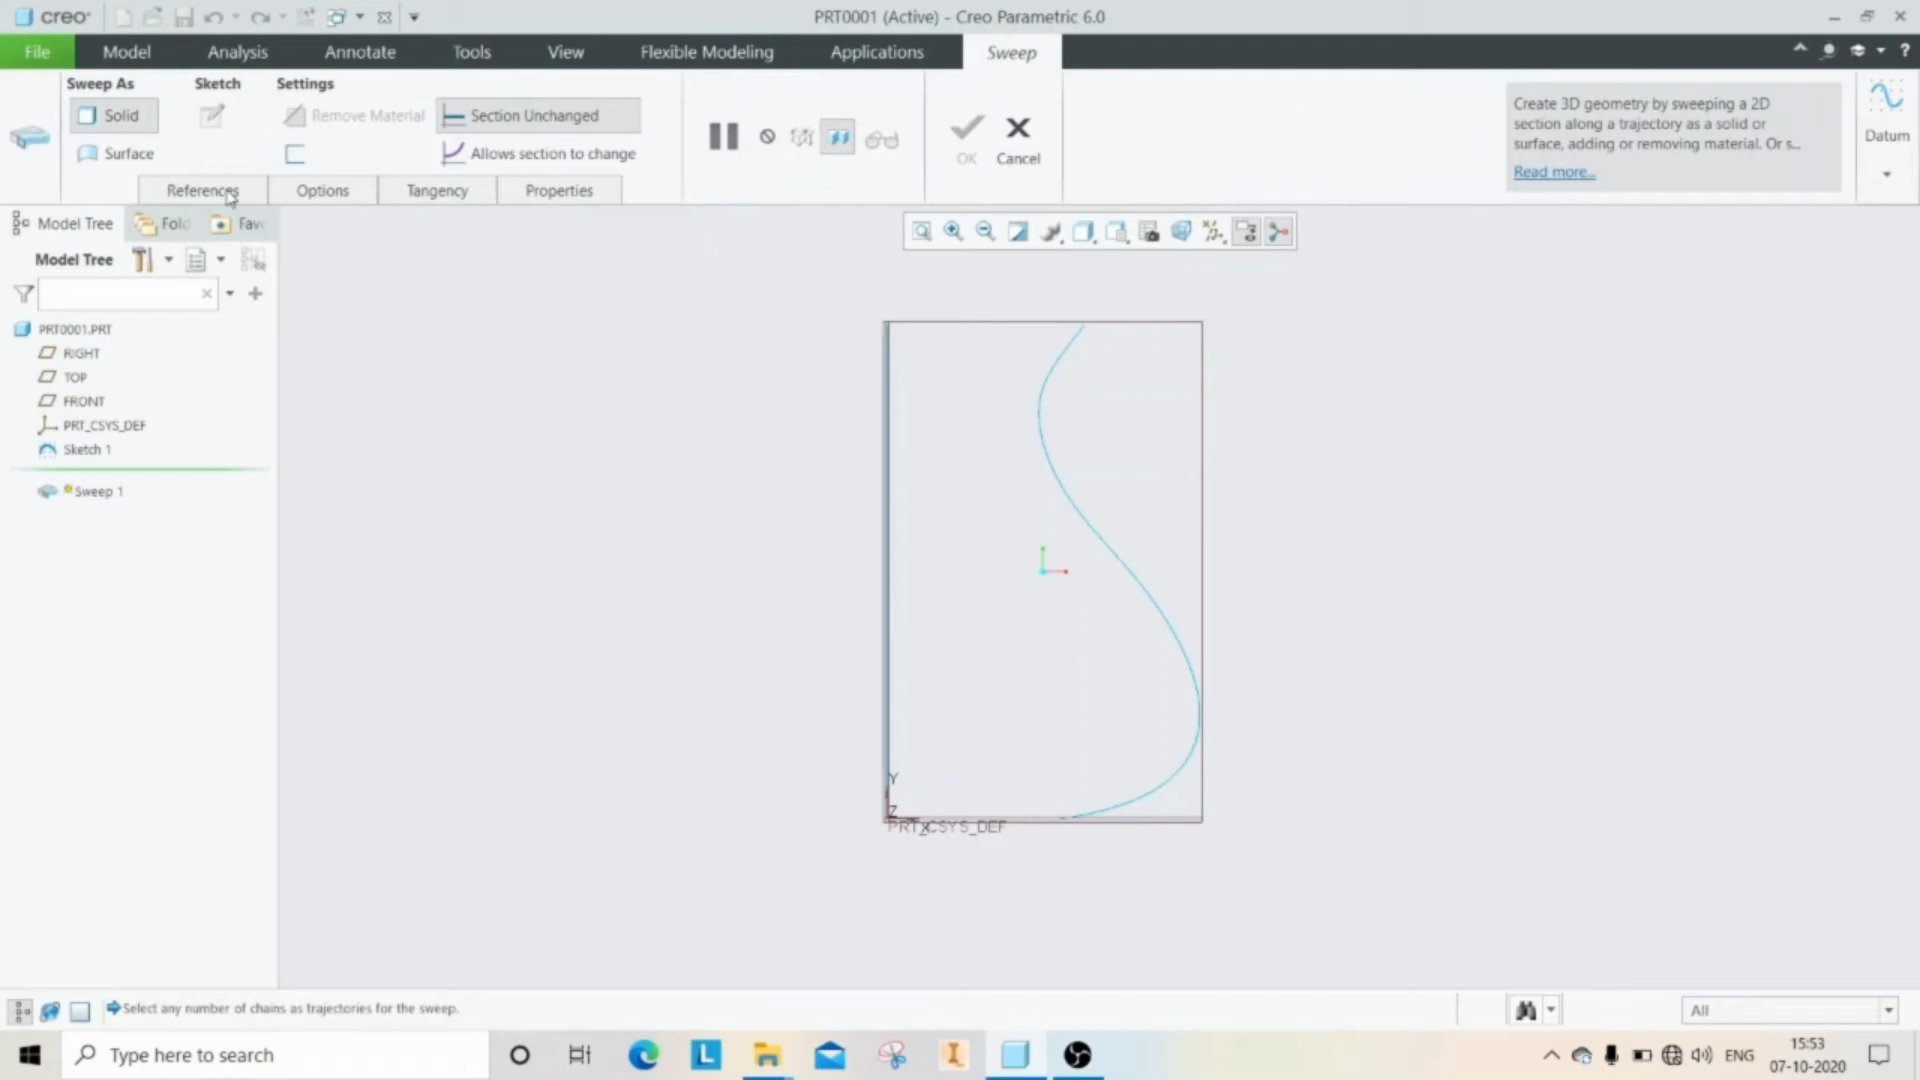 creo
PRT0001 (Active) - Creo Parametric 6.0
File
Model
Analysis
Annotate
Tools
View
Flexible Modeling
Applications
Sweep
?
Sweep As
Sketch
Settings
Solid
Remove Material
Section Unchanged
Surface
Allows section to change
OK
Cancel
Create 3D geometry by sweeping a 2D
section along a trajectory as a solid or
surface, adding or removing material. Or s...
Read more...
Datum
References
Options
Tangency
Properties
Model Tree
Fold
Fav
Model Tree
PRT0001.PRT
RIGHT
TOP
FRONT
PRT_CSYS_DEF
Sketch 1
Sweep 1
Y
Z
X
PRT_CSYS_DEF
Select any number of chains as trajectories for the sweep.
All
Type here to search
L
I
ENG
15:53
07-10-2020